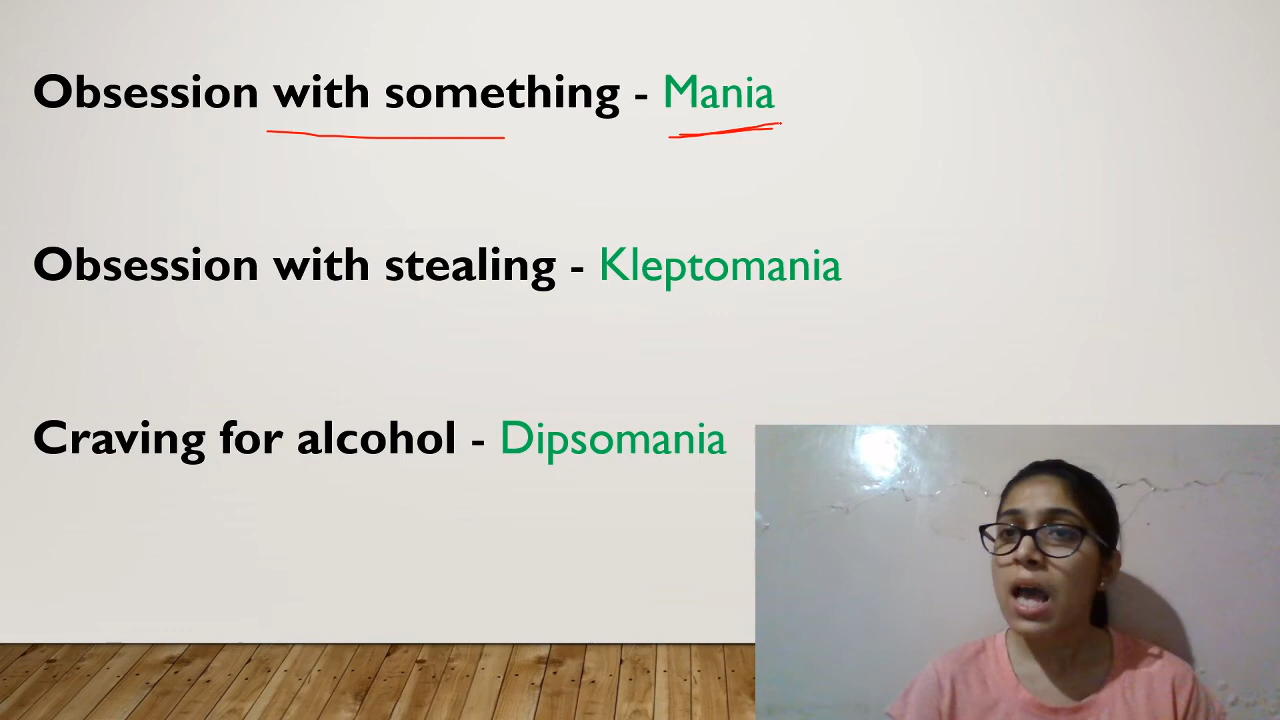 Obsession with something - Mania
Obsession with stealing - Kleptomania
Craving for alcohol - Dipsomania